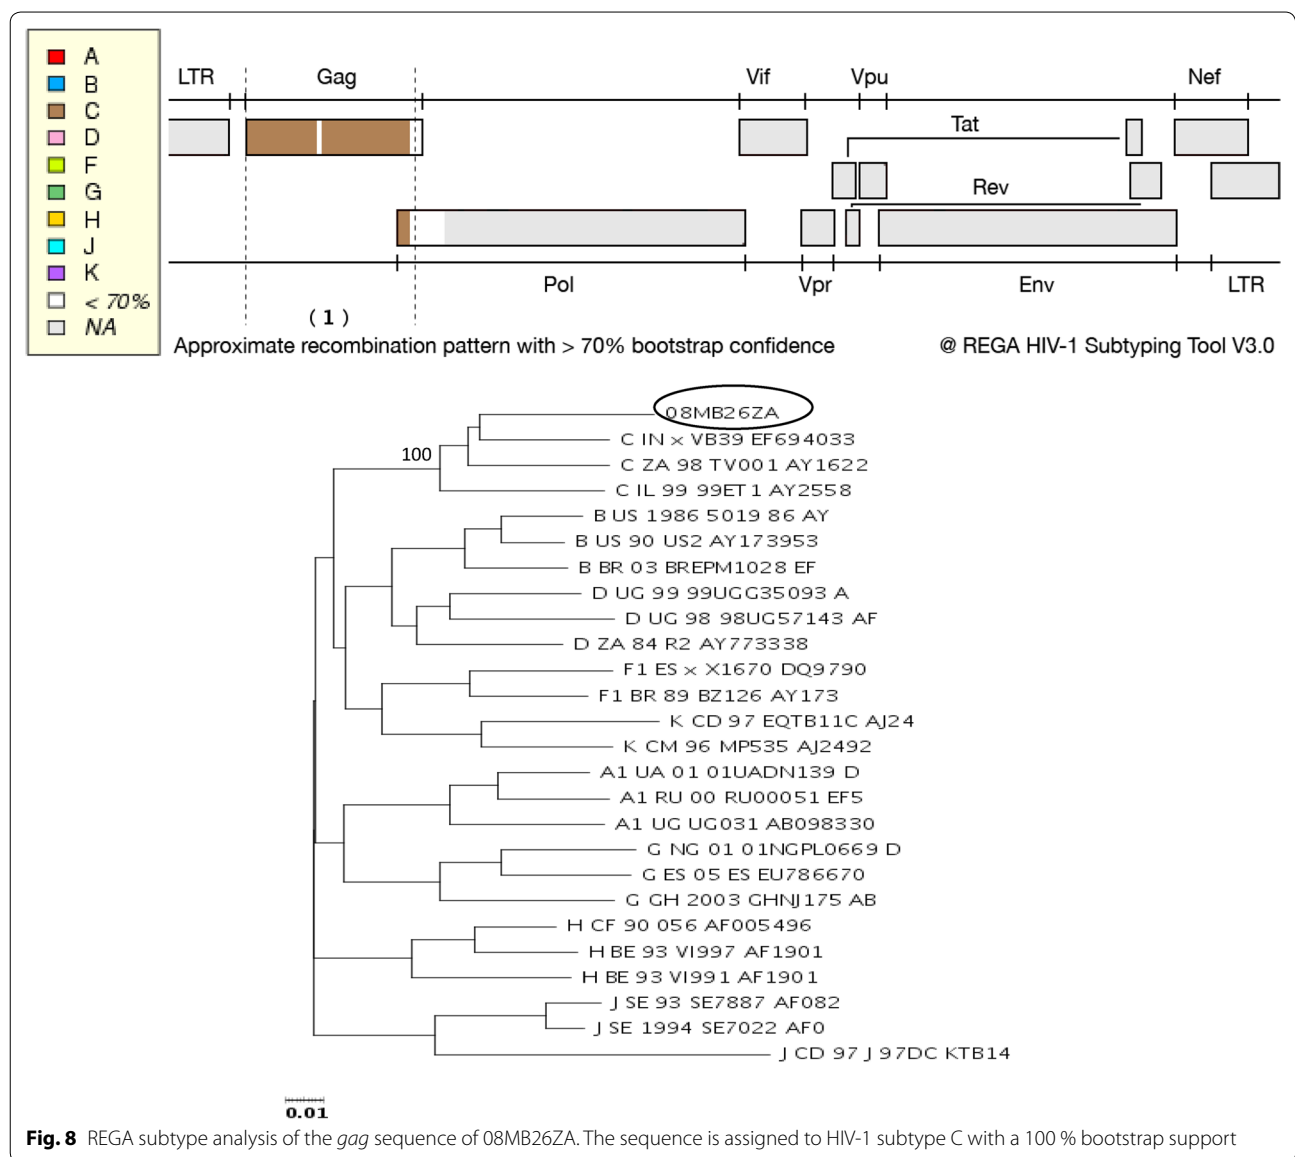 A
B
C
D
F
G
H
J
K
< 70%
NA
LTR
Gag
Vif
Vpu
Nef
Tat
Rev
Pol
Vpr
Env
LTR
( 1 )
Approximate recombination pattern with > 70% bootstrap confidence
@ REGA HIV-1 Subtyping Tool V3.0
08MB26ZA
C IN x VB39 EF694033
100
C ZA 98 TV001 AY1622
C IL 99 99ET1 AY2558
B US 1986 5019 86 AY
B US 90 US2 AY173953
B BR 03 BREPM1028 EF
D UG 99 99UGG35093 A
D UG 98 98UG57143 AF
D ZA 84 R2 AY773338
F1 ES x X1670 DQ9790
F1 BR 89 BZ126 AY173
K CD 97 EQTB11C AJ24
K CM 96 MP535 AJ2492
A1 UA 01 01UADN139 D
A1 RU 00 RU00051 EF5
A1 UG UG031 AB098330
G NG 01 01NGPL0669 D
G ES 05 ES EU786670
G GH 2003 GHNJ175 AB
H CF 90 056 AF005496
H BE 93 VI997 AF1901
H BE 93 VI991 AF1901
J SE 93 SE7887 AF082
J SE 1994 SE7022 AF0
J CD 97 J 97DC KTB14
0.01
Fig. 8 REGA subtype analysis of the gag sequence of 08MB26ZA. The sequence is assigned to HIV-1 subtype C with a 100 % bootstrap support